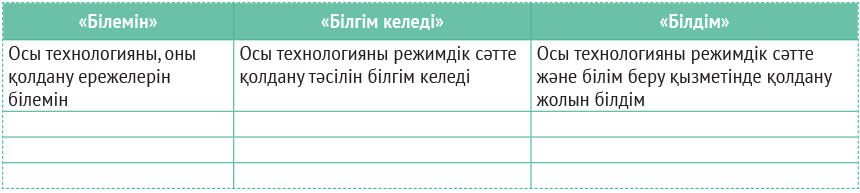 «Білемін»
«Білгім келеді»
«Білдім»
Осы технологияны, оны
қолдану ережелерін
білемін
Осы технологияны режимдік сәтте
қолдану тәсілін білгім келеді
Осы технологияны режимдік сәтте
және білім беру қызметінде қолдану
жолын білдім